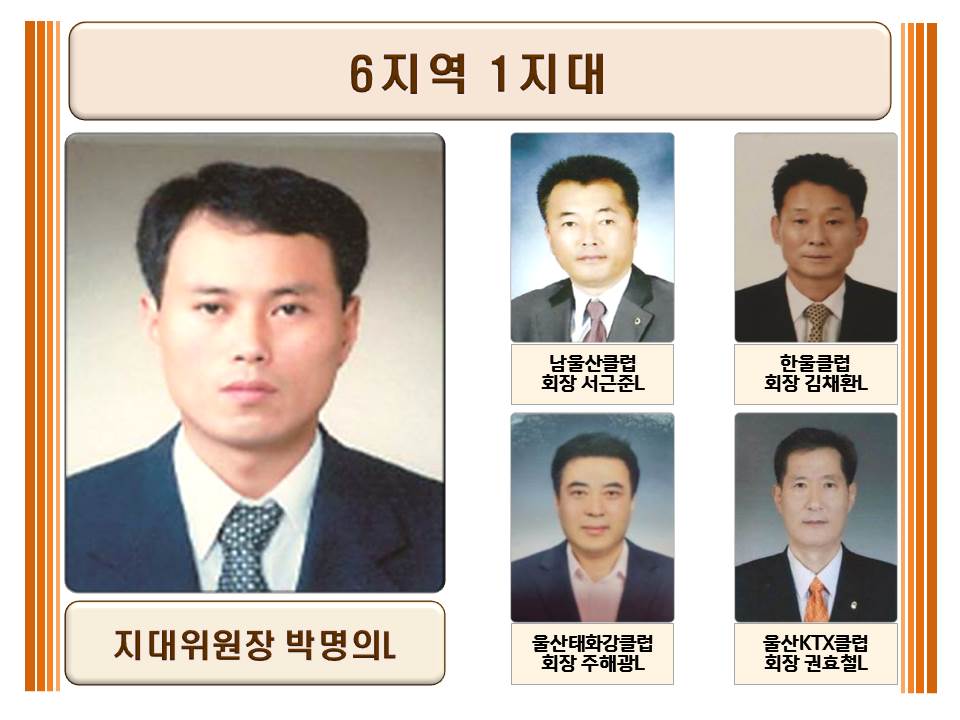 6지역 1지대
남울산클럽
회장 서근준L
한울클럽
회장 김채환L
지대위원장 박명의L
울산태화강클럽
회장 주해광L
울산KTX클럽
회장 권효철L